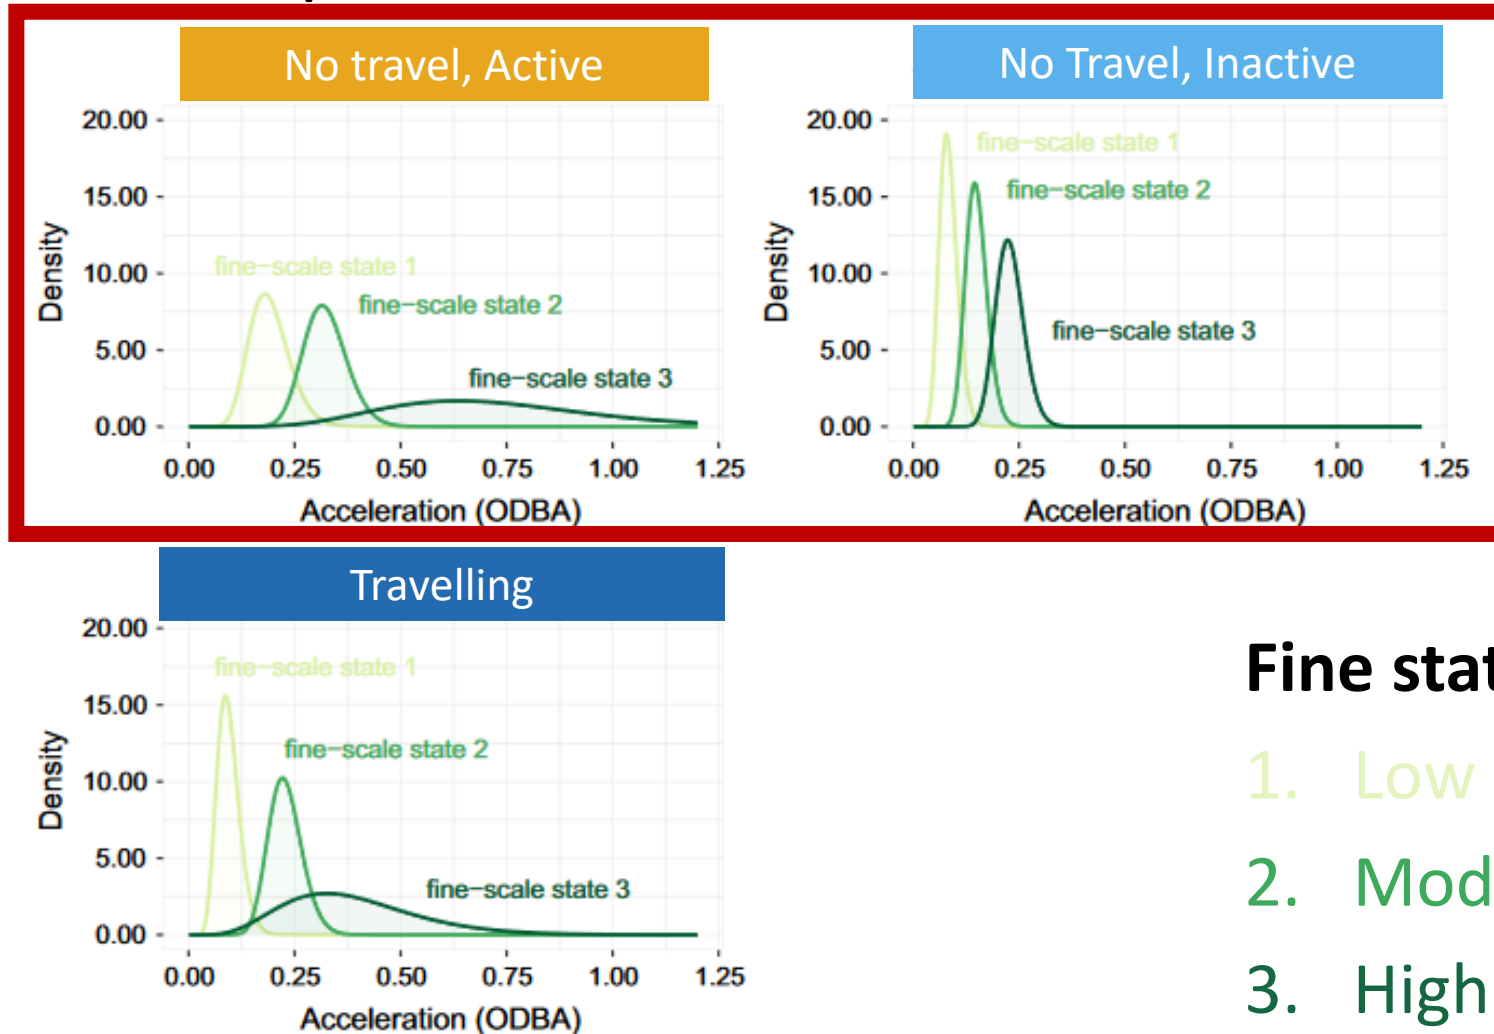 No travel, Active
20.00
15.00
10.00
5.00
0.00
Density
fine-scale state 1
fine-scale state 2
fine-scale state 3
0.00 0.25 0.50 0.75 1.00 1.25
Acceleration (ODBA)
No Travel, Inactive
20.00
15.00
10.00
5.00
0.00
Density
fine-scale state 1
fine-scale state 2
fine-scale state 3
0.00 0.25 0.50 0.75 1.00 1.25
Acceleration (ODBA)
Travelling
20.00
15.00
10.00
5.00
0.00
Density
fine-scale state 1
fine-scale state 2
fine-scale state 3
0.00 0.25 0.50 0.75 1.00 1.25
Acceleration (ODBA)
Fine
1. Low
2.
3. High